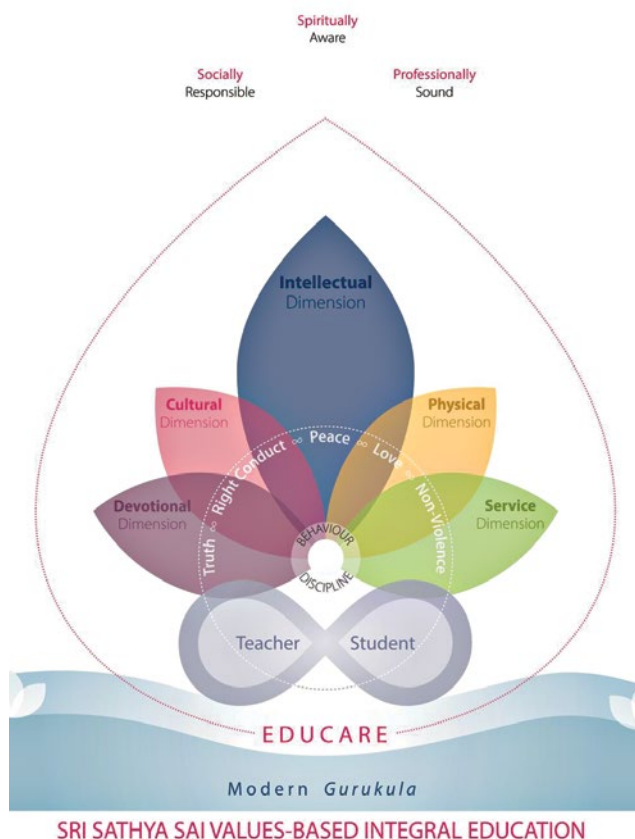 Spiritually
Aware
Socially
Responsible
Professionally
Sound
Intellectual
Dimension
Cultural
Dimension
Physical
Dimension
Devotional
Dimension
Service
Dimension
Truth ∞ Right Conduct ∞ Peace ∞ Love ∞ Non-Violence
BEHAVIOUR
DISCIPLINE
Teacher
Student
EDUCARE
Modern Gurukula
SRI SATHYA SAI VALUES-BASED INTEGRAL EDUCATION